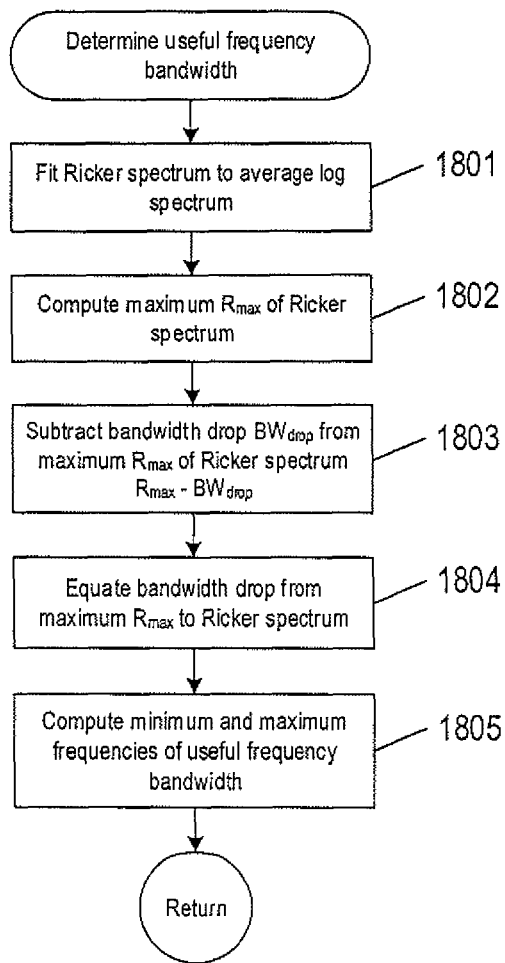 Determine useful frequency
bandwidth
Fit Ricker spectrum to average log
spectrum
1801
Compute maximum Rmax of Ricker
spectrum
1802
Subtract bandwidth drop BWdrop from
maximum Rmax of Ricker spectrum
Rmax - BWdrop
1803
Equate bandwidth drop from
maximum Rmax to Ricker spectrum
1804
Compute minimum and maximum
frequencies of useful frequency
bandwidth
1805
Return